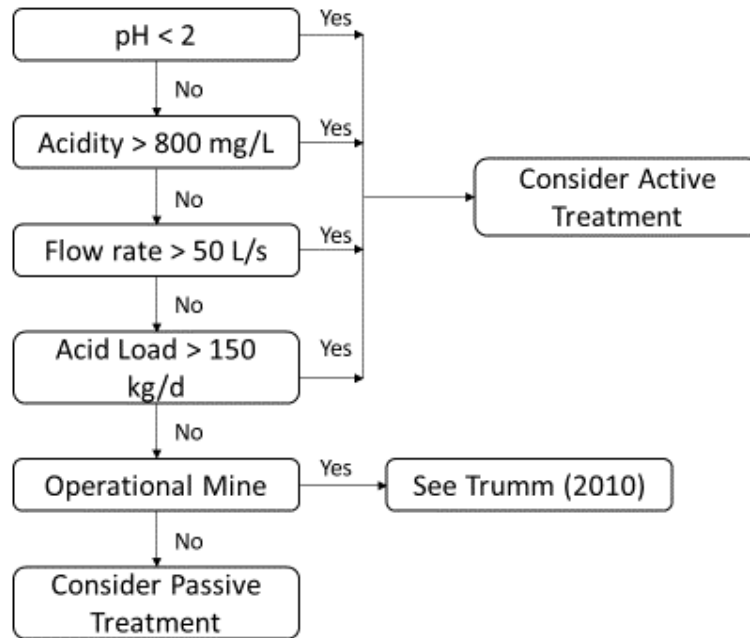 pH < 2
Yes
No
Acidity > 800 mg/L
Yes
No
Flow rate > 50 L/s
Yes
No
Acid Load > 150
kg/d
Yes
No
Consider Active
Treatment
Operational Mine
Yes
See Trumm (2010)
No
Consider Passive
Treatment